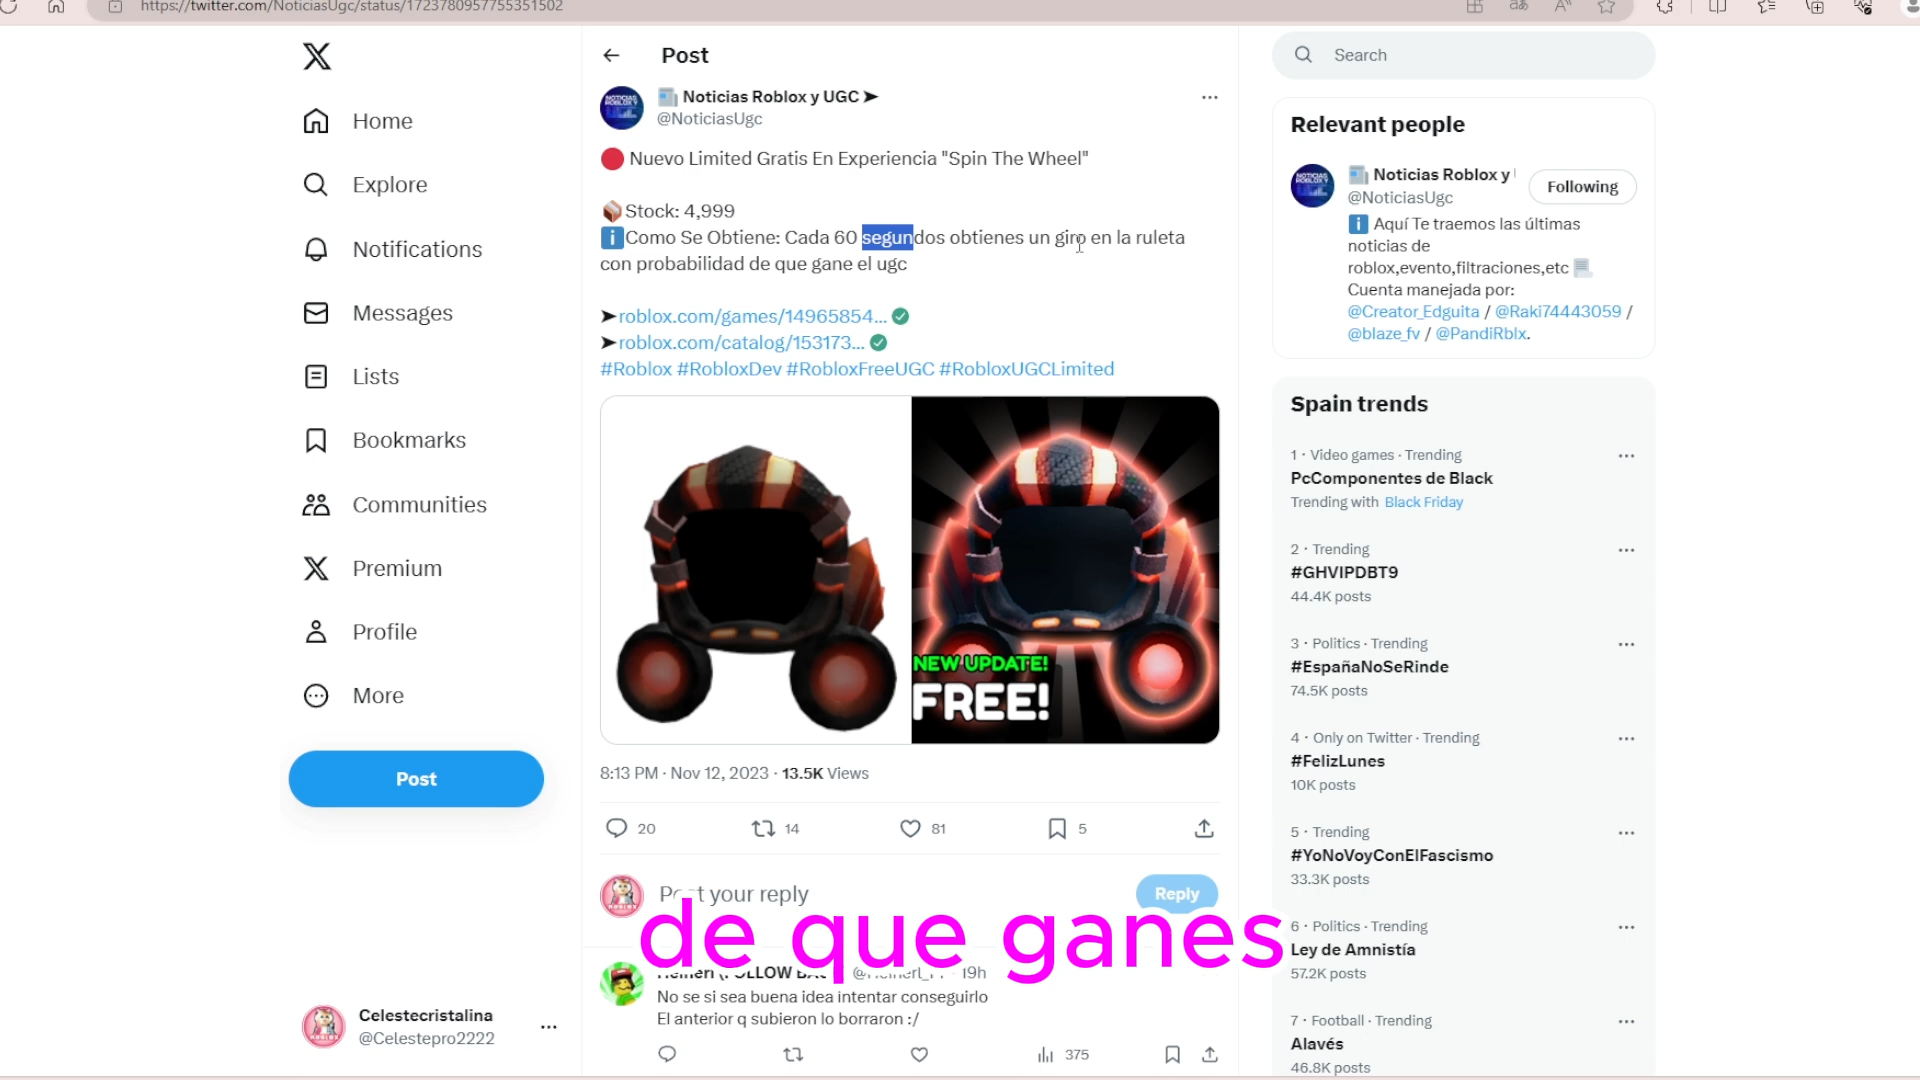 https://twitter.com/NoticiasUgc/status/1723780957755351502
Home
Explore
Notifications
Messages
Lists
Bookmarks
Communities
Premium
Profile
More
Post
Celestecristalina
@Celestepro2222
Post
Noticias Roblox y UGC ➤
@NoticiasUgc
Nuevo Limited Gratis En Experiencia "Spin The Wheel"
Stock: 4,999
Como Se Obtiene: Cada 60 segundos obtienes un giro en la ruleta
con probabilidad de que gane el ugc
➤roblox.com/games/14965854...
➤roblox.com/catalog/153173...
#Roblox #RobloxDev #RobloxFreeUGC #RobloxUGCLimited
NEW UPDATE!
FREE!
8:13 PM · Nov 12, 2023 · 13.5K Views
20 14 81 5
Post your reply
Reply
de que ganes
19h
No se si sea buena idea intentar conseguirlo
El anterior q subieron lo borraron :/
375
Search
Relevant people
Noticias Roblox y
@NoticiasUgc
Following
Aquí Te traemos las últimas
noticias de
roblox,evento,filtraciones,etc
Cuenta manejada por:
@Creator_Edguita / @Raki74443059 /
@blaze_fv / @PandiRblx.
Spain trends
1 · Video games · Trending
PcComponentes de Black
Trending with Black Friday
2 · Trending
#GHVIPDBT9
44.4K posts
3 · Politics · Trending
#EspañaNoSeRinde
74.5K posts
4 · Only on Twitter · Trending
#FelizLunes
10K posts
5 · Trending
#YoNoVoyConElFascismo
33.3K posts
6 · Politics · Trending
Ley de Amnistía
57.2K posts
7 · Football · Trending
Alavés
46.8K posts